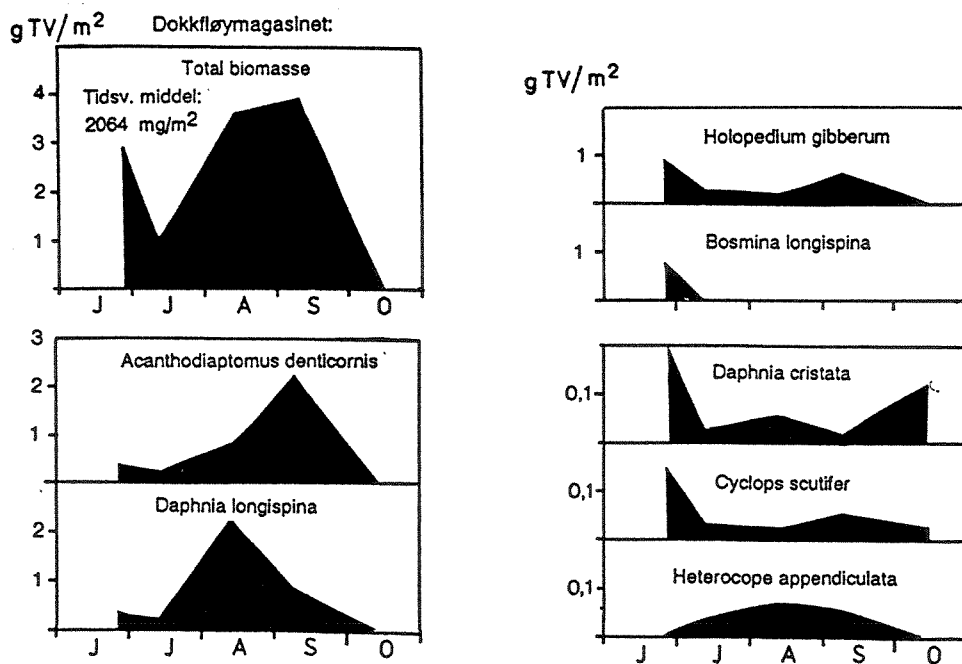 g TV/m²
Dokkfløymagasinet:
Total biomasse
Tidsv. middel:
2064 mg/m²
4
3
2
1
J J A S O
3
Acanthodiaptomus denticornis
2
1
Daphnia longispina
2
1
J J A S O
g TV/m²
Holopedium gibberum
1
Bosmina longispina
1
Daphnia cristata
0,1
Cyclops scutifer
0,1
Heterocope appendiculata
0,1
J J A S O